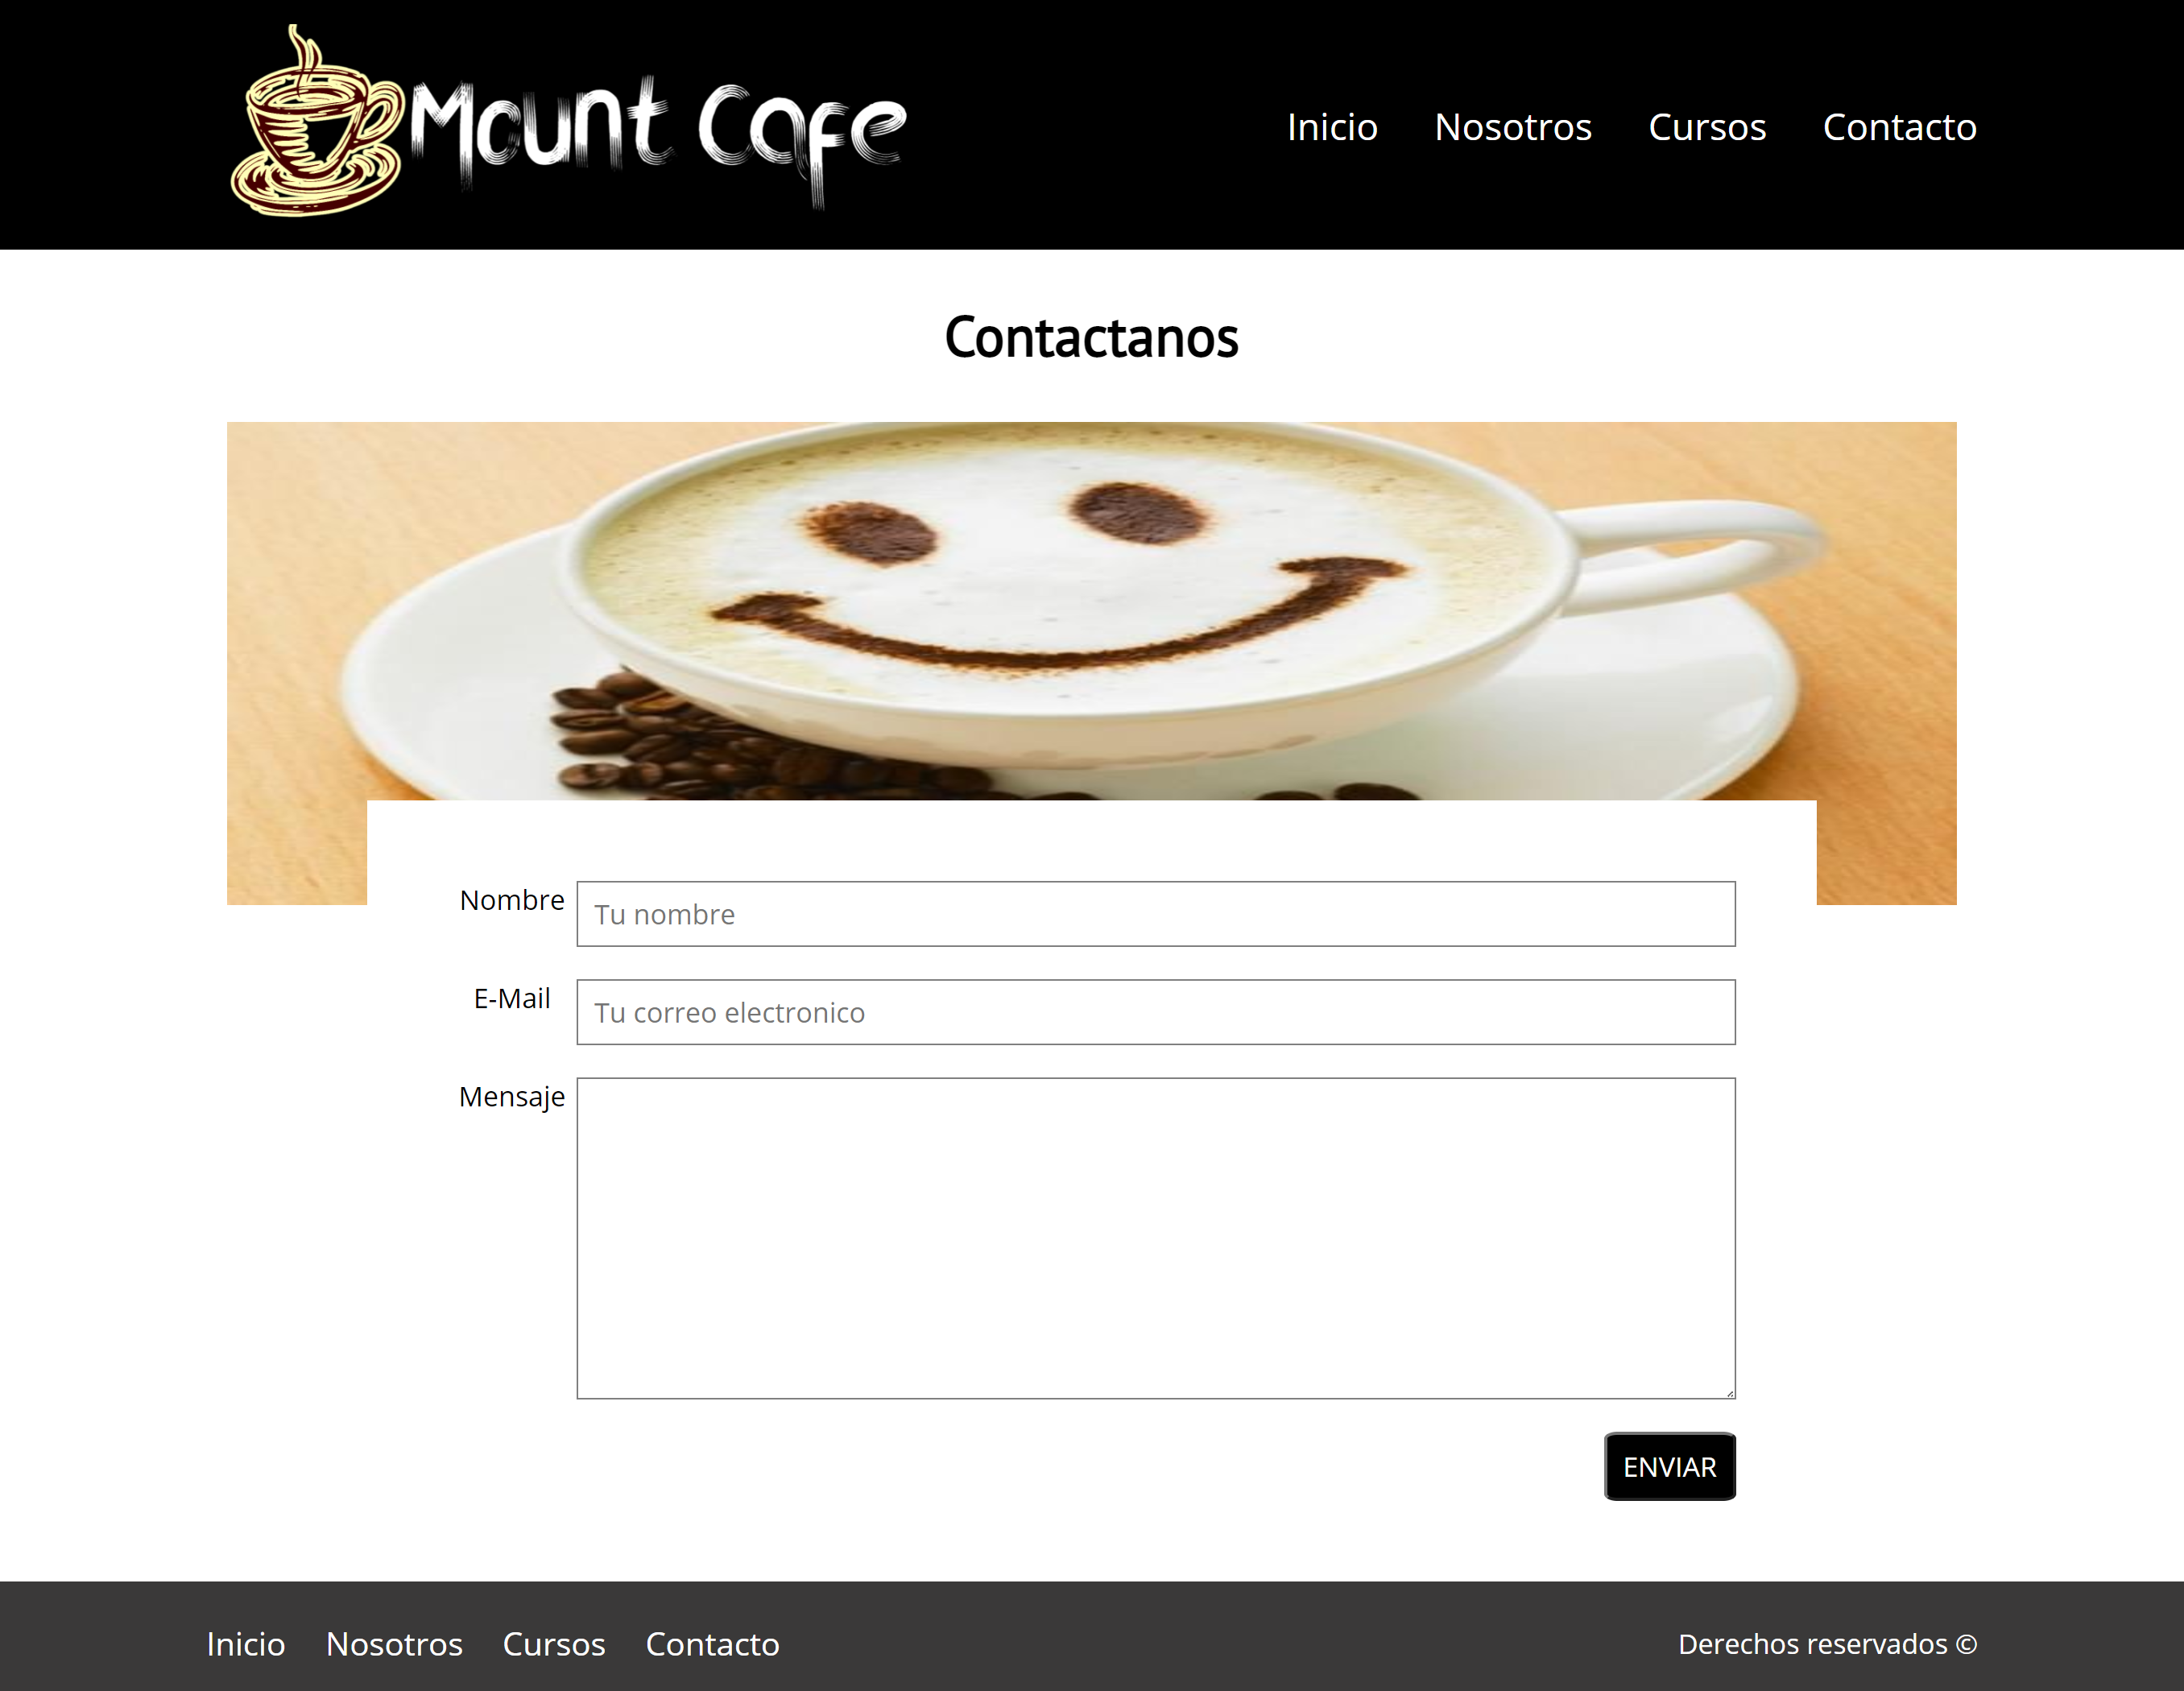 Mount Cafe
Inicio Nosotros Cursos Contacto
Contactanos
Nombre
Tu nombre
E-Mail
Tu correo electronico
Mensaje
ENVIAR
Inicio Nosotros Cursos Contacto
Derechos reservados ©